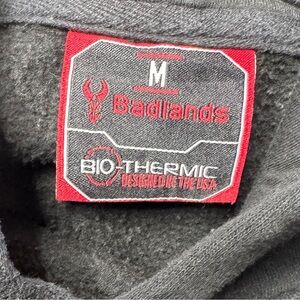 M
Badlands
BIO-THERMIC
DESIGNED IN THE USA